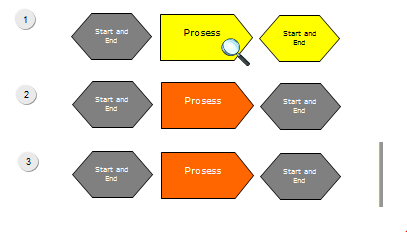 1
Start and
End
Prosess
Start and
End
2
Start and
End
Prosess
Start and
End
3
Start and
End
Prosess
Start and
End